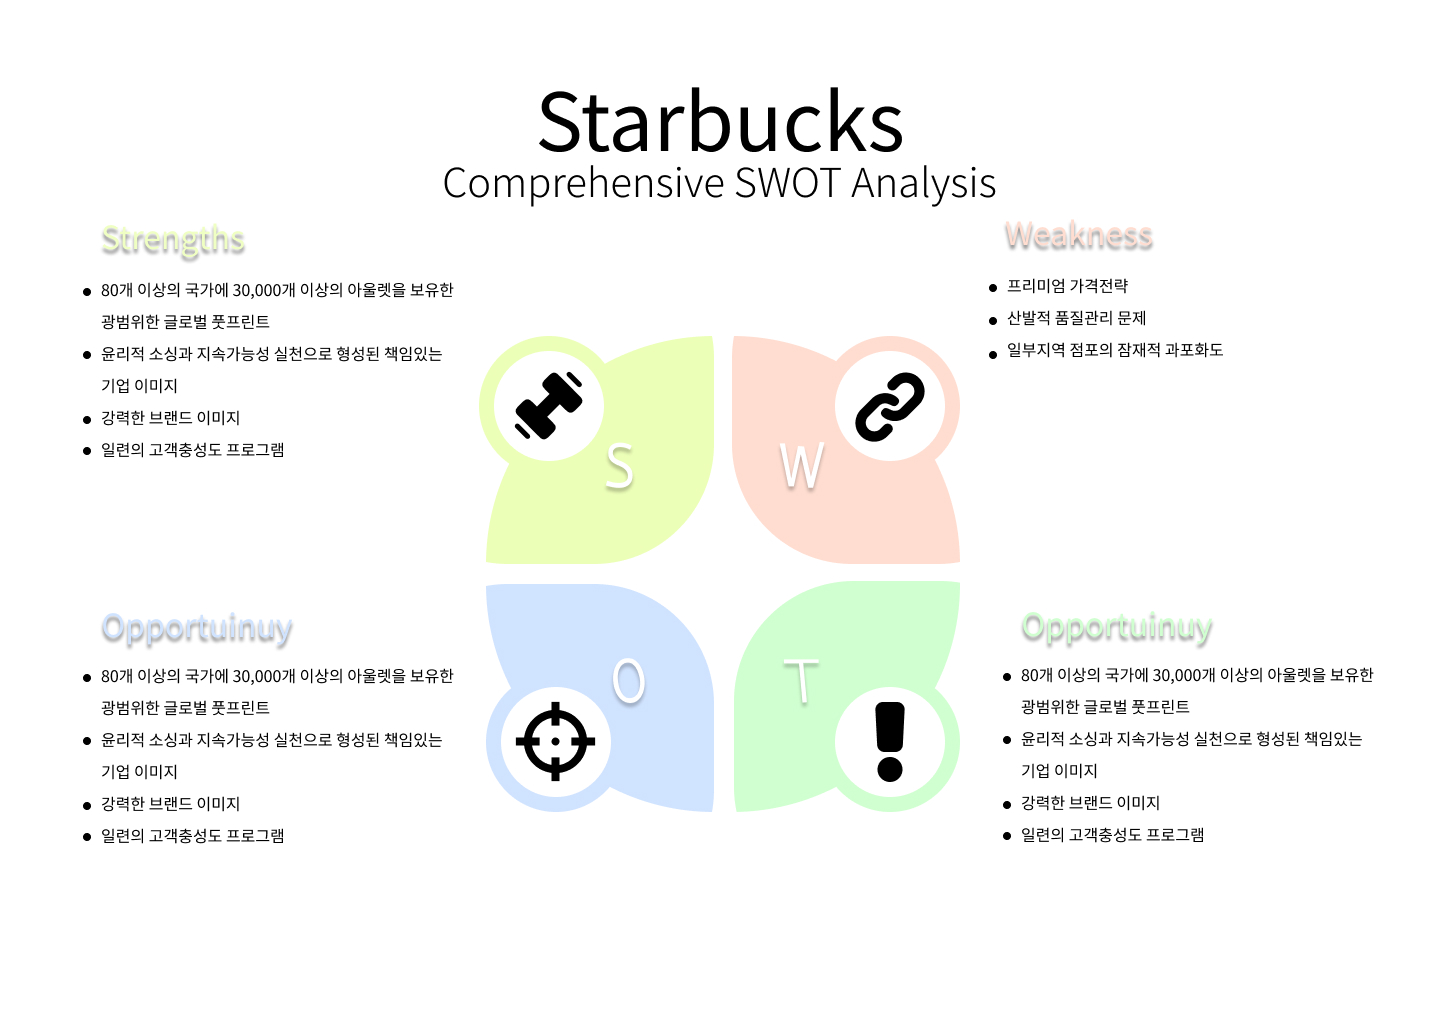 Starbucks
Comprehensive SWOT Analysis
Strengths
80개 이상의 국가에 30,000개 이상의 아울렛을 보유한
광범위한 글로벌 풋프린트
윤리적 소싱과 지속가능성 실천으로 형성된 책임있는
기업 이미지
강력한 브랜드 이미지
일련의 고객충성도 프로그램
Weakness
프리미엄 가격전략
산발적 품질관리 문제
일부지역 점포의 잠재적 과포화도
S
W
O
T
Opportuinuy
80개 이상의 국가에 30,000개 이상의 아울렛을 보유한
광범위한 글로벌 풋프린트
윤리적 소싱과 지속가능성 실천으로 형성된 책임있는
기업 이미지
강력한 브랜드 이미지
일련의 고객충성도 프로그램
Opportuinuy
80개 이상의 국가에 30,000개 이상의 아울렛을 보유한
광범위한 글로벌 풋프린트
윤리적 소싱과 지속가능성 실천으로 형성된 책임있는
기업 이미지
강력한 브랜드 이미지
일련의 고객충성도 프로그램